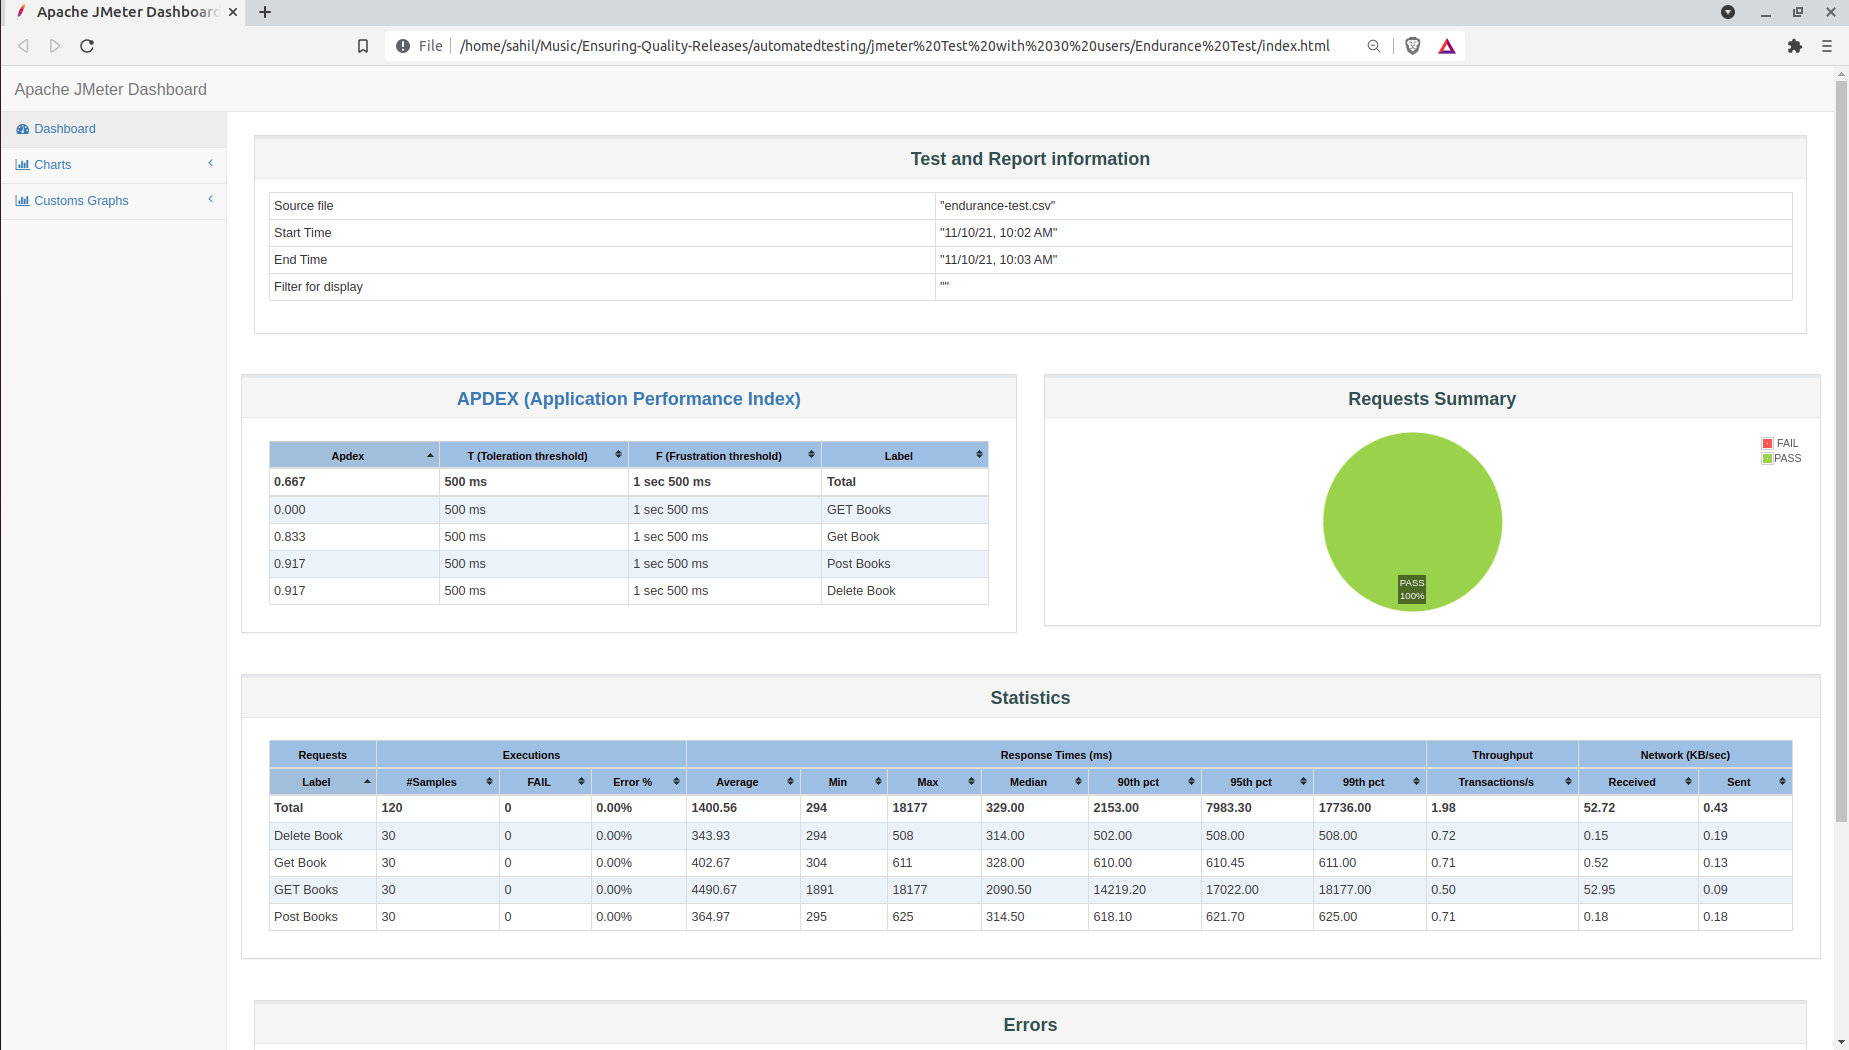 Apache JMeter Dashboard
File /home/sahil/Music/Ensuring-Quality-Releases/automatedtesting/jmeter%20Test%20with%2030%20users/Endurance%20Test/index.html
Apache JMeter Dashboard
Dashboard
Charts
Customs Graphs
Test and Report information
Source file "endurance-test.csv"
Start Time "11/10/21, 10:02 AM"
End Time "11/10/21, 10:03 AM"
Filter for display ""
APDEX (Application Performance Index)
Apdex T (Toleration threshold) F (Frustration threshold) Label
0.667 500 ms 1 sec 500 ms Total
0.000 500 ms 1 sec 500 ms GET Books
0.833 500 ms 1 sec 500 ms Get Book
0.917 500 ms 1 sec 500 ms Post Books
0.917 500 ms 1 sec 500 ms Delete Book
Requests Summary
FAIL
PASS
PASS
100%
Statistics
Requests Executions Response Times (ms) Throughput Network (KB/sec)
Label #Samples FAIL Error % Average Min Max Median 90th pct 95th pct 99th pct Transactions/s Received Sent
Total 120 0 0.00% 1400.56 294 18177 329.00 2153.00 7983.30 17736.00 1.98 52.72 0.43
Delete Book 30 0 0.00% 343.93 294 508 314.00 502.00 508.00 508.00 0.72 0.15 0.19
Get Book 30 0 0.00% 402.67 304 611 328.00 610.00 610.45 611.00 0.71 0.52 0.13
GET Books 30 0 0.00% 4490.67 1891 18177 2090.50 14219.20 17022.00 18177.00 0.50 52.95 0.09
Post Books 30 0 0.00% 364.97 295 625 314.50 618.10 621.70 625.00 0.71 0.18 0.18
Errors